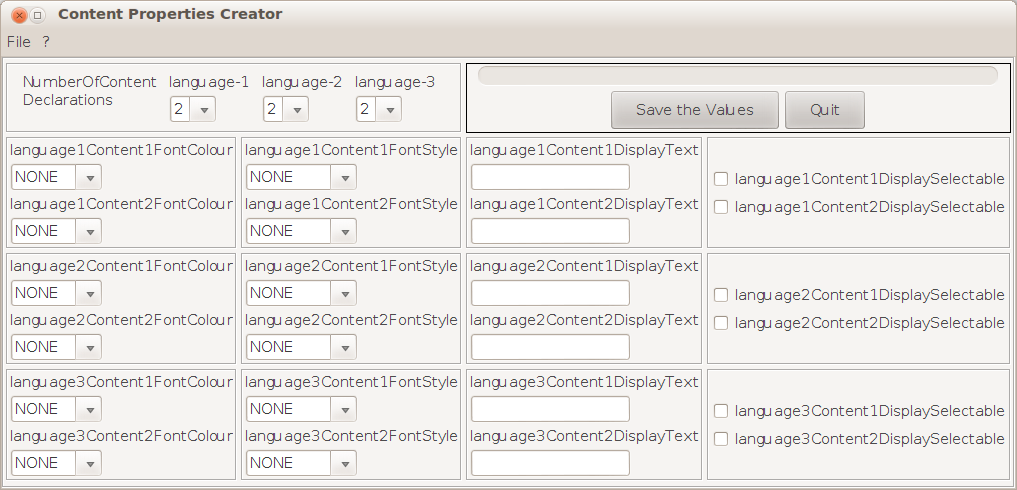 Content Properties Creator
File ?
NumberOfContent language-1 language-2 language-3
Declarations
2 2 2
Save the Values Quit
language1Content1FontColour language1Content1FontStyle language1Content1DisplayText
NONE NONE
language1Content1DisplaySelectable
language1Content2FontColour language1Content2FontStyle language1Content2DisplayText
language1Content2DisplaySelectable
NONE NONE
language2Content1FontColour language2Content1FontStyle language2Content1DisplayText
NONE NONE
language2Content1DisplaySelectable
language2Content2FontColour language2Content2FontStyle language2Content2DisplayText
language2Content2DisplaySelectable
NONE NONE
language3Content1FontColour language3Content1FontStyle language3Content1DisplayText
NONE NONE
language3Content1DisplaySelectable
language3Content2FontColour language3Content2FontStyle language3Content2DisplayText
language3Content2DisplaySelectable
NONE NONE